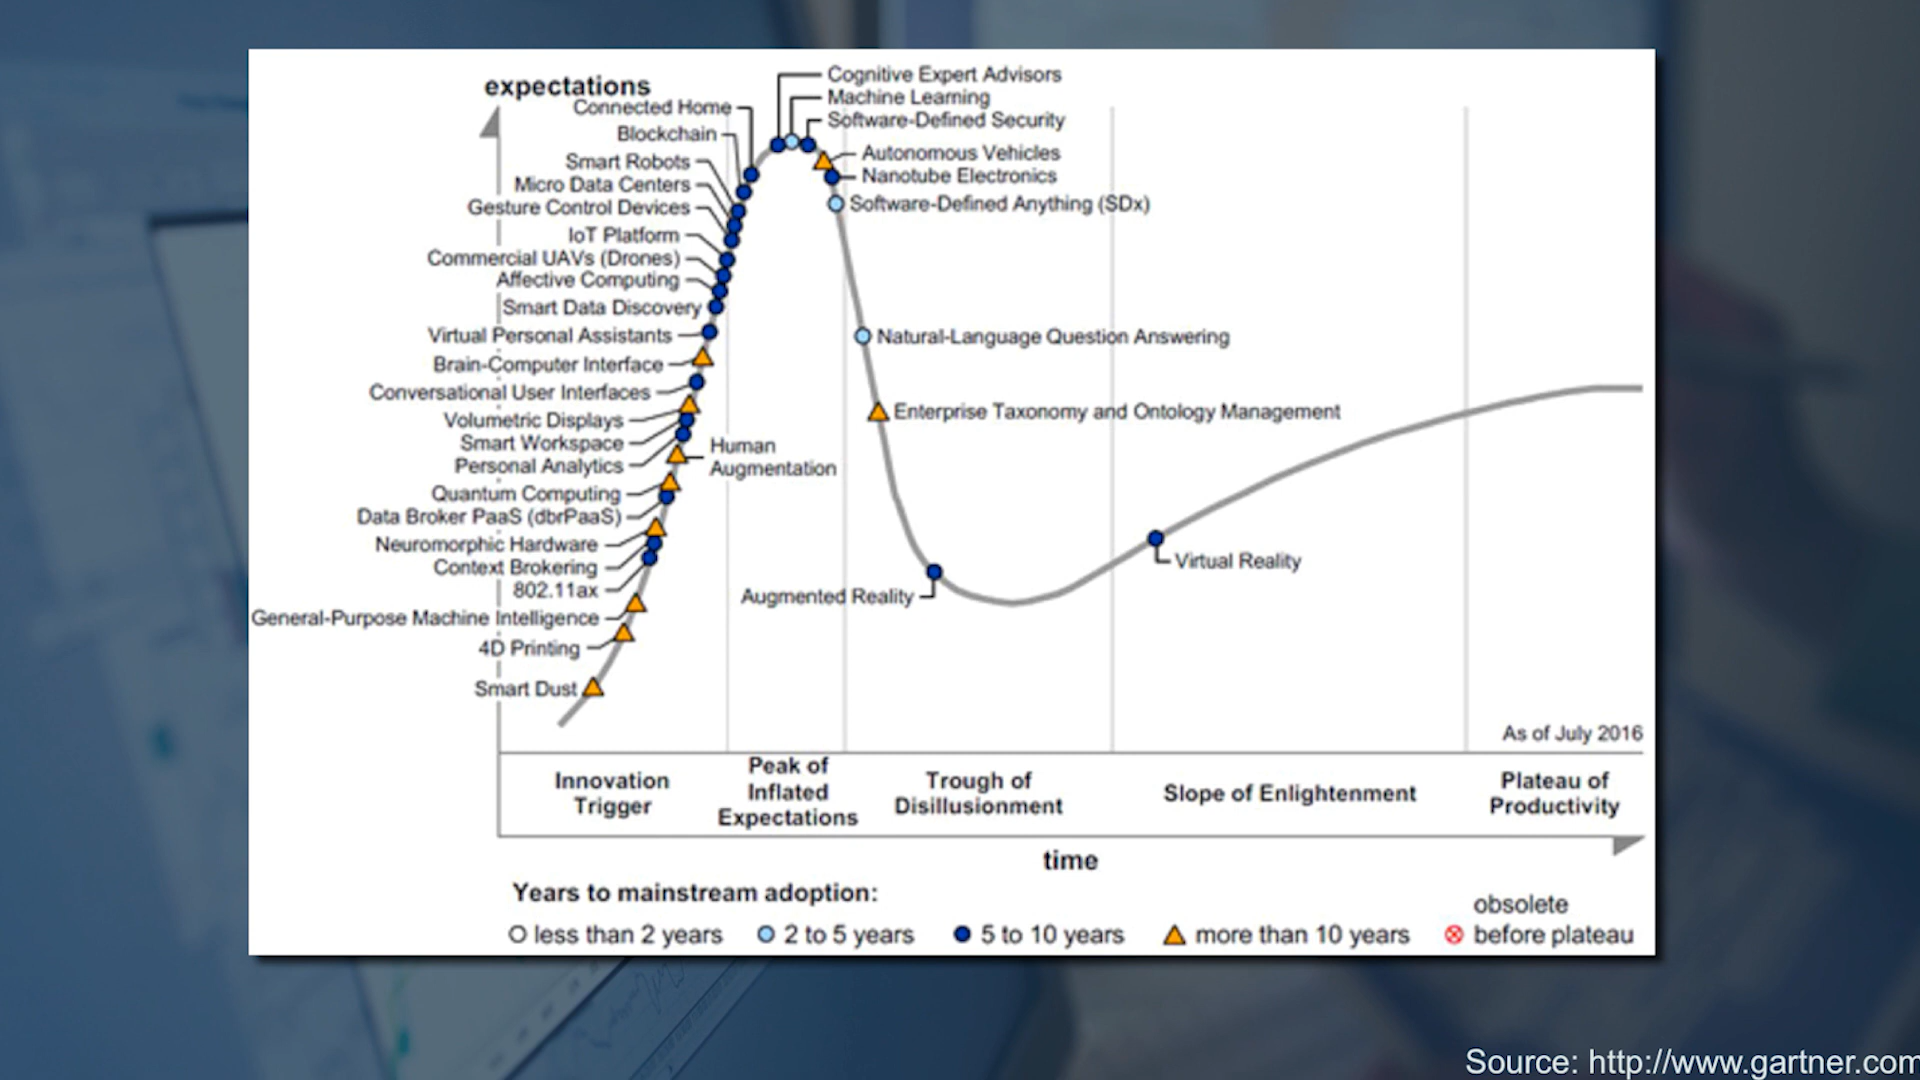 expectations
Cognitive Expert Advisors
Machine Learning
Connected Home
Software-Defined Security
Blockchain
Autonomous Vehicles
Smart Robots
Nanotube Electronics
Micro Data Centers
Software-Defined Anything (SDx)
Gesture Control Devices
IoT Platform
Commercial UAVs (Drones)
Affective Computing
Smart Data Discovery
Virtual Personal Assistants
Natural-Language Question Answering
Brain-Computer Interface
Conversational User Interfaces
Enterprise Taxonomy and Ontology Management
Volumetric Displays
Smart Workspace
Human
Augmentation
Personal Analytics
Quantum Computing
Data Broker PaaS (dbrPaaS)
Neuromorphic Hardware
Context Brokering
Virtual Reality
802.11ax
Augmented Reality
General-Purpose Machine Intelligence
4D Printing
Smart Dust
As of July 2016
Innovation
Trigger
Peak of
Inflated
Expectations
Trough of
Disillusionment
Slope of Enlightenment
Plateau of
Productivity
time
Years to mainstream adoption:
less than 2 years
2 to 5 years
5 to 10 years
more than 10 years
obsolete
before plateau
Source: http://www.gartner.com